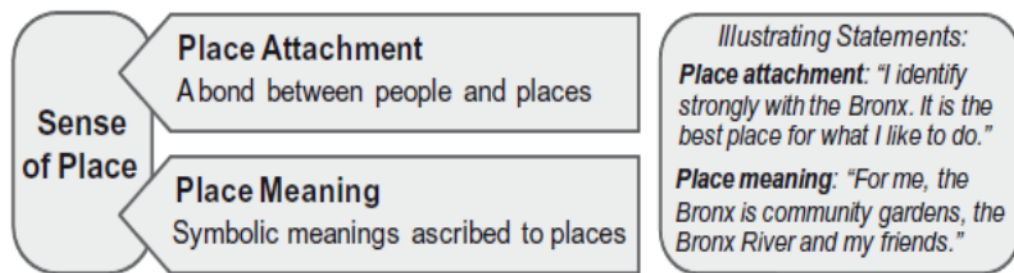 Sense
of Place
Place Attachment
A bond between people and places
Place Meaning
Symbolic meanings ascribed to places
Illustrating Statements:
Place attachment: “I identify
strongly with the Bronx. It is the
best place for what I like to do.”
Place meaning: “For me, the
Bronx is community gardens, the
Bronx River and my friends.”